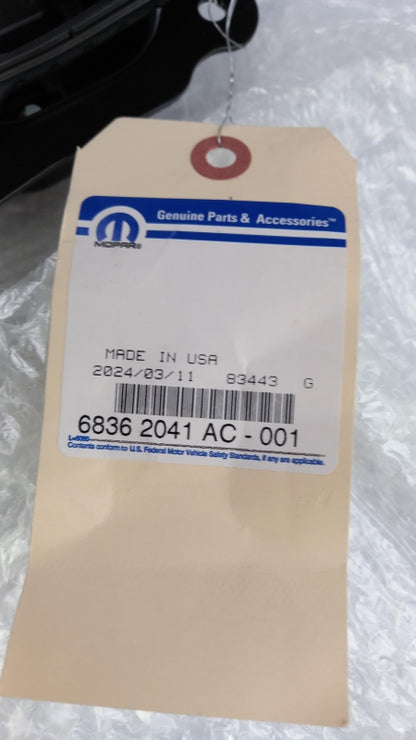 Genuine Parts & Accessories™
MOPAR®
MADE IN USA
2024/03/11 83443 G
6836 2041 AC - 001
Contents conform to U.S. Federal Motor Vehicle Safety Standards, if any are applicable.